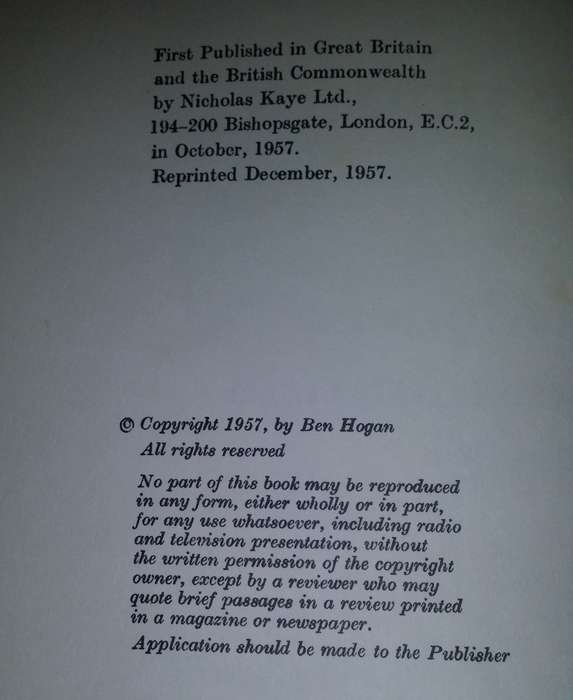 First Published in Great Britain
and the British Commonwealth
by Nicholas Kaye Ltd.,
194–200 Bishopsgate, London, E.C.2,
in October, 1957.
Reprinted December, 1957.
© Copyright 1957, by Ben Hogan
All rights reserved
No part of this book may be reproduced
in any form, either wholly or in part,
for any use whatsoever, including radio
and television presentation, without
the written permission of the copyright
owner, except by a reviewer who may
quote brief passages in a review printed
in a magazine or newspaper.
Application should be made to the Publisher